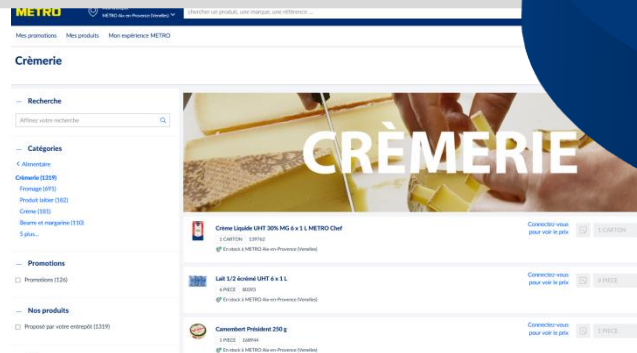 METRO
METRO Aix en Provence (Venelles)
chercher un produit, une marque, une référence ...
Mes promotions Mes produits Mon expérience METRO
Crèmerie
Recherche
Affinez votre recherche
Catégories
< Alimentaire
Crèmerie (1319)
Fromage (691)
Produit laitier (182)
Crème (181)
Beurre et margarine (110)
5 plus...
Promotions
Promotions (126)
Nos produits
Proposé par votre entrepôt (1319)
CRÈMERIE
Crème Liquide UHT 30% MG 6 x 1 L METRO Chef
1 CARTON 139762
En stock à METRO Aix-en-Provence (Venelles)
Connectez-vous
pour voir le prix
1 CARTON
Lait 1/2 écrémé UHT 6 x 1 L
6 PIECE
En stock à METRO Aix-en-Provence (Venelles)
Connectez-vous
pour voir le prix
PIECE
Camembert Président 250 g
1 PIECE 168944
En stock à METRO Aix-en-Provence (Venelles)
Connectez-vous
pour voir le prix
1 PIECE